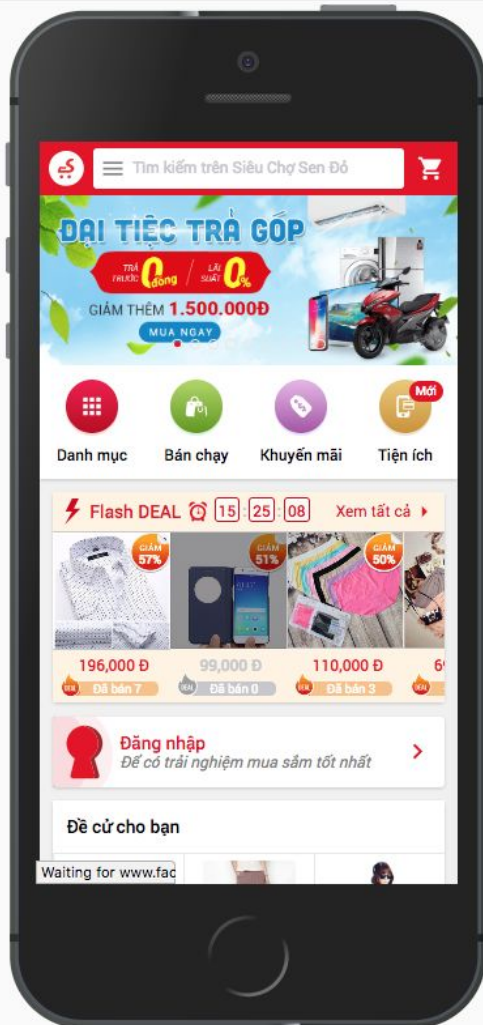 Tìm kiếm trên Siêu Chợ Sen Đỏ
ĐẠI TIỆC TRẢ GÓP
TRẢ TRƯỚC 0 đồng / LÃI SUẤT 0%
GIẢM THÊM 1.500.000Đ
MUA NGAY
Mới
Danh mục Bán chạy Khuyến mãi Tiện ích
Flash DEAL 15:25:08 Xem tất cả
GIẢM 57% GIẢM 51% GIẢM 50%
196,000 Đ 99,000 Đ 110,000 Đ
DEAL Đã bán 7 DEAL Đã bán 0 DEAL Đã bán 3 DEAL
Đăng nhập
Để có trải nghiệm mua sắm tốt nhất
Đề cử cho bạn
Waiting for www.fac